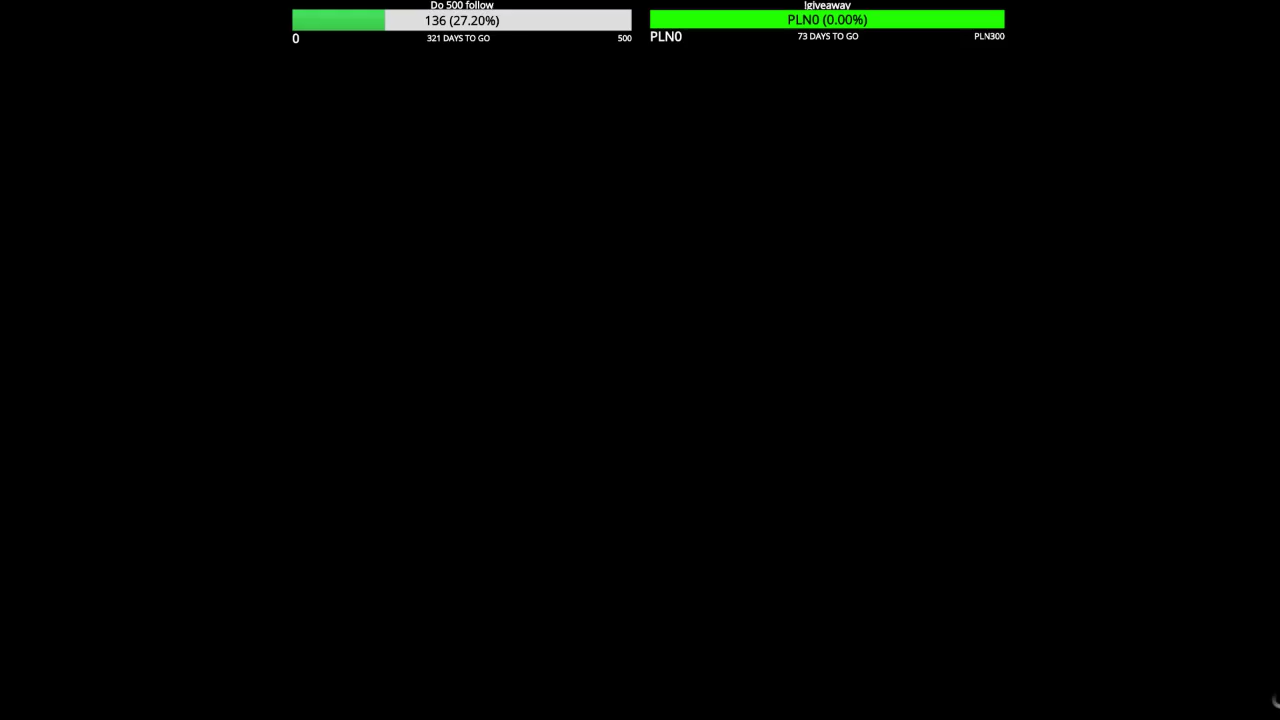 Do 500 follow
136 (27.20%)
0
321 DAYS TO GO
500
!giveaway
PLN0 (0.00%)
PLN0
73 DAYS TO GO
PLN300